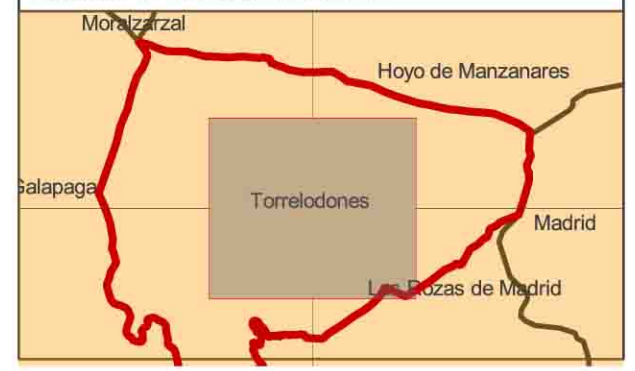 Moralzarzal
Hoyo de Manzanares
Galapaga
Torrelodones
Madrid
Las Rozas de Madrid